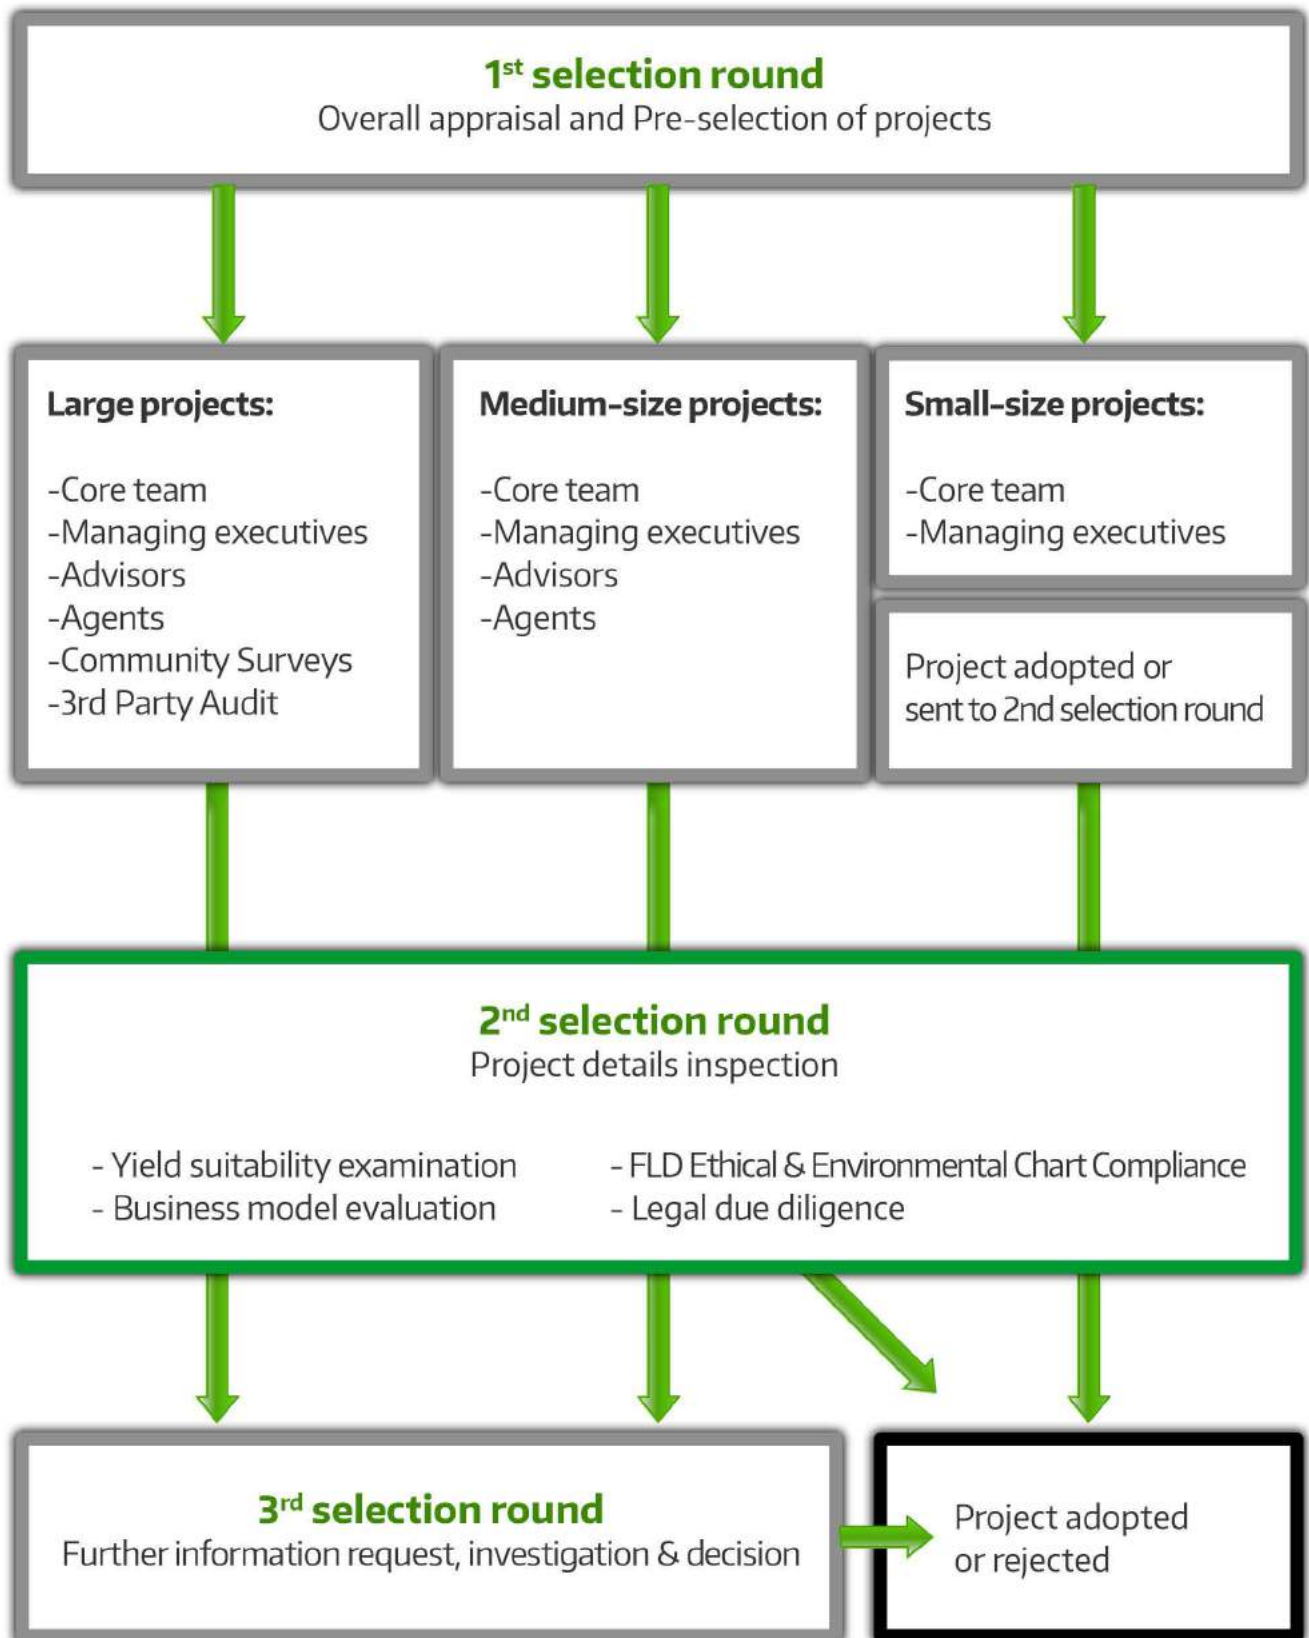 1st selection round
Overall appraisal and Pre-selection of projects
Large projects:
-Core team
-Managing executives
-Advisors
-Agents
-Community Surveys
-3rd Party Audit
Medium-size projects:
-Core team
-Managing executives
-Advisors
-Agents
Small-size projects:
-Core team
-Managing executives
Project adopted or
sent to 2nd selection round
2nd selection round
Project details inspection
- Yield suitability examination
- Business model evaluation
- FLD Ethical & Environmental Chart Compliance
- Legal due diligence
3rd selection round
Further information request, investigation & decision
Project adopted
or rejected